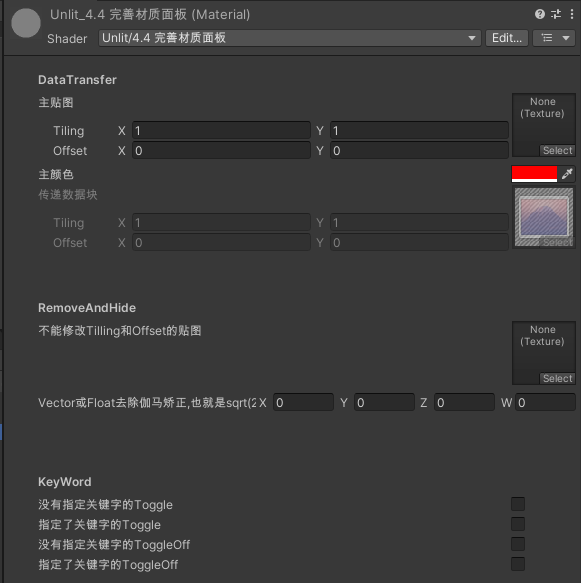 Unlit_4.4 完善材质面板 (Material)
Shader Unlit/4.4 完善材质面板 Edit...
DataTransfer
主贴图 None
(Texture)
Tiling X 1 Y 1
Offset X 0 Y 0 Select
主颜色
传递数据块
Tiling X 1 Y 1
Offset X 0 Y 0 Select
RemoveAndHide
不能修改Tilling和Offset的贴图 None
(Texture)
Select
Vector或Float去除伽马矫正,也就是sqrt(2 X 0 Y 0 Z 0 W 0
KeyWord
没有指定关键字的Toggle
指定了关键字的Toggle
没有指定关键字的ToggleOff
指定了关键字的ToggleOff